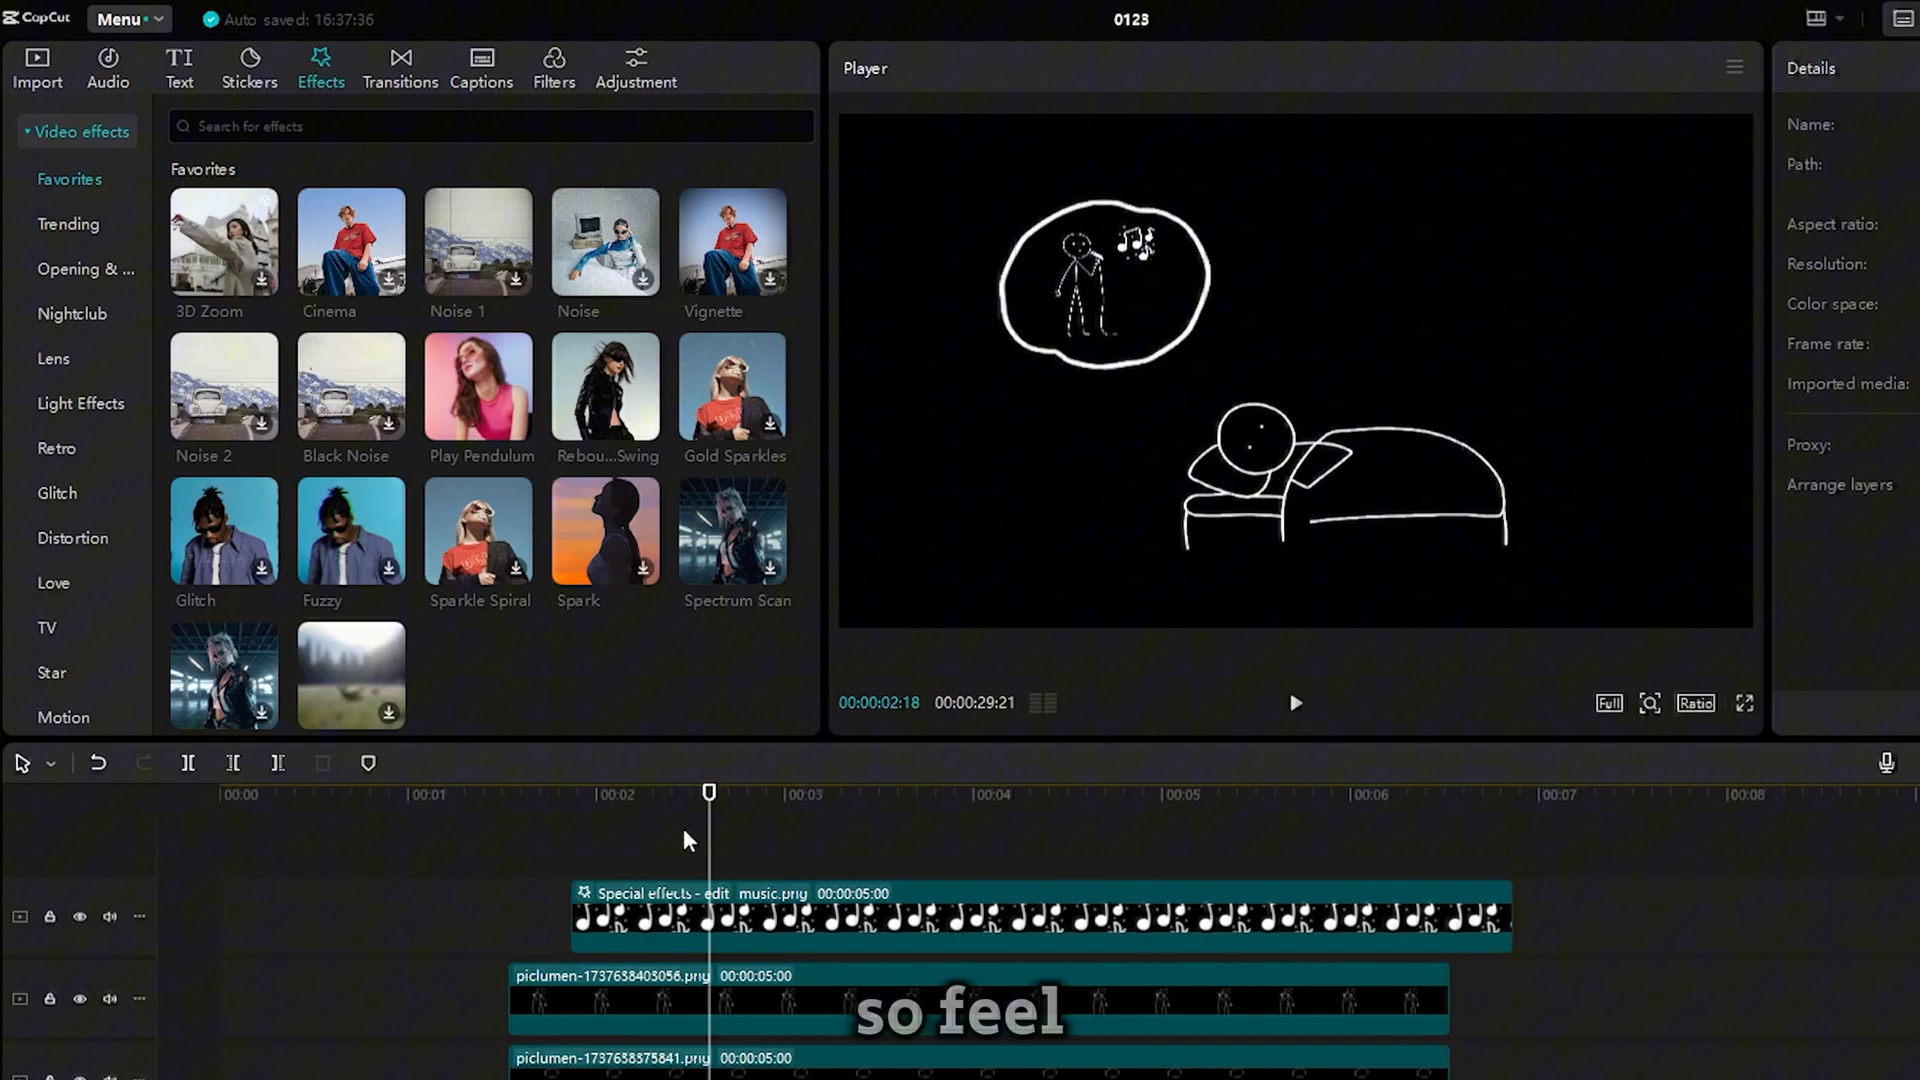 CapCut
Menu
Auto saved: 16:37:36
0123
Import
Audio
TI
Text
Stickers
Effects
Transitions
Captions
Filters
Adjustment
Player
Details
Video effects
Favorites
Trending
Opening & ...
Nightclub
Lens
Light Effects
Retro
Glitch
Distortion
Love
TV
Star
Motion
Search for effects
Favorites
3D Zoom
Cinema
Noise 1
Noise
Vignette
Noise 2
Black Noise
Play Pendulum
Rebou...Swing
Gold Sparkles
Glitch
Fuzzy
Sparkle Spiral
Spark
Spectrum Scan
00:00:02:18
00:00:29:21
Full
Ratio
Name:
Path:
Aspect ratio:
Resolution:
Color space:
Frame rate:
Imported media:
Proxy:
Arrange layers
00:00
00:01
00:02
00:03
00:04
00:05
00:06
00:07
00:08
Special effects - edit music.png 00:00:05:00
piclumen-1737638403056.png 00:00:05:00
so feel
piclumen-1737638375841.png 00:00:05:00